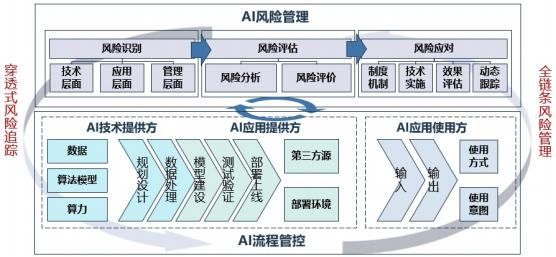 AI风险管理
风险识别
风险评估
风险应对
技术
层面
应用
层面
管理
层面
风险分析
风险评价
制度
机制
技术
实施
效果
评估
动态
跟踪
穿透式风险追踪
全链条风险管理
AI技术提供方
AI应用提供方
AI应用使用方
数据
算法模型
算力
规划设计
数据处理
模型建设
测试验证
部署上线
第三方源
部署环境
输入
输出
使用
方式
使用
意图
AI流程管控